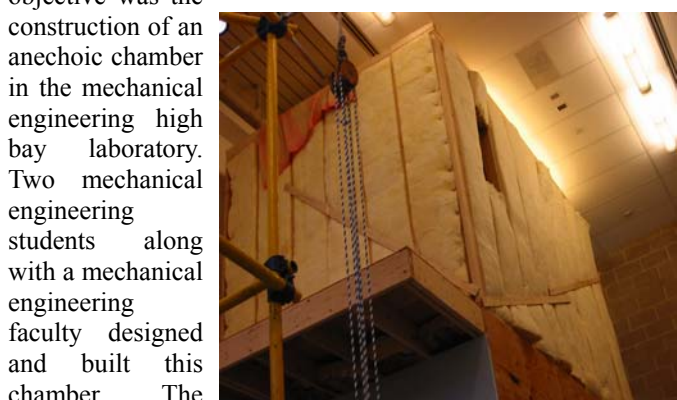 objective was the
construction of an
anechoic chamber
in the mechanical
engineering high
bay laboratory.
Two mechanical
engineering
students along
with a mechanical
engineering
faculty designed
and built this
chamber. The